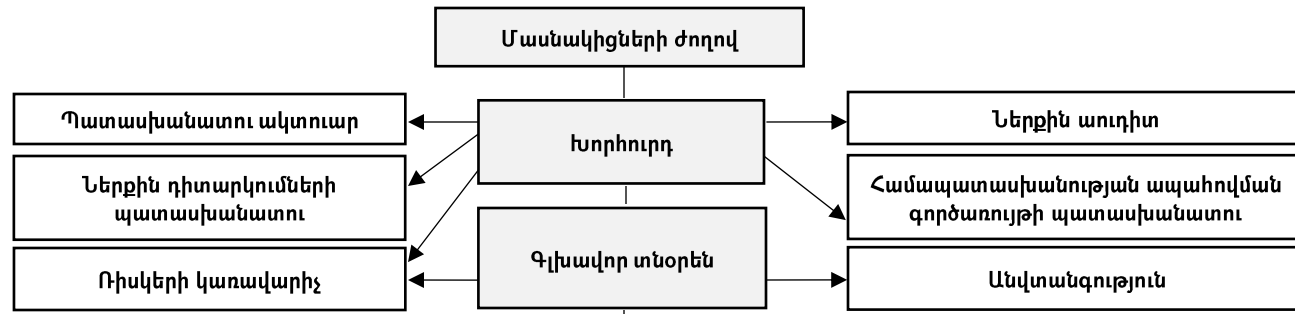 Մասնակիցների ժողով
Պատասխանատու ակտուար
Խորհուրդ
Ներքին աուդիտ
Ներքին դիտարկումների
պատասխանատու
Համապատասխանության ապահովման
գործառույթի պատասխանատու
Ռիսկերի կառավարիչ
Գլխավոր տնօրեն
Անվտանգություն